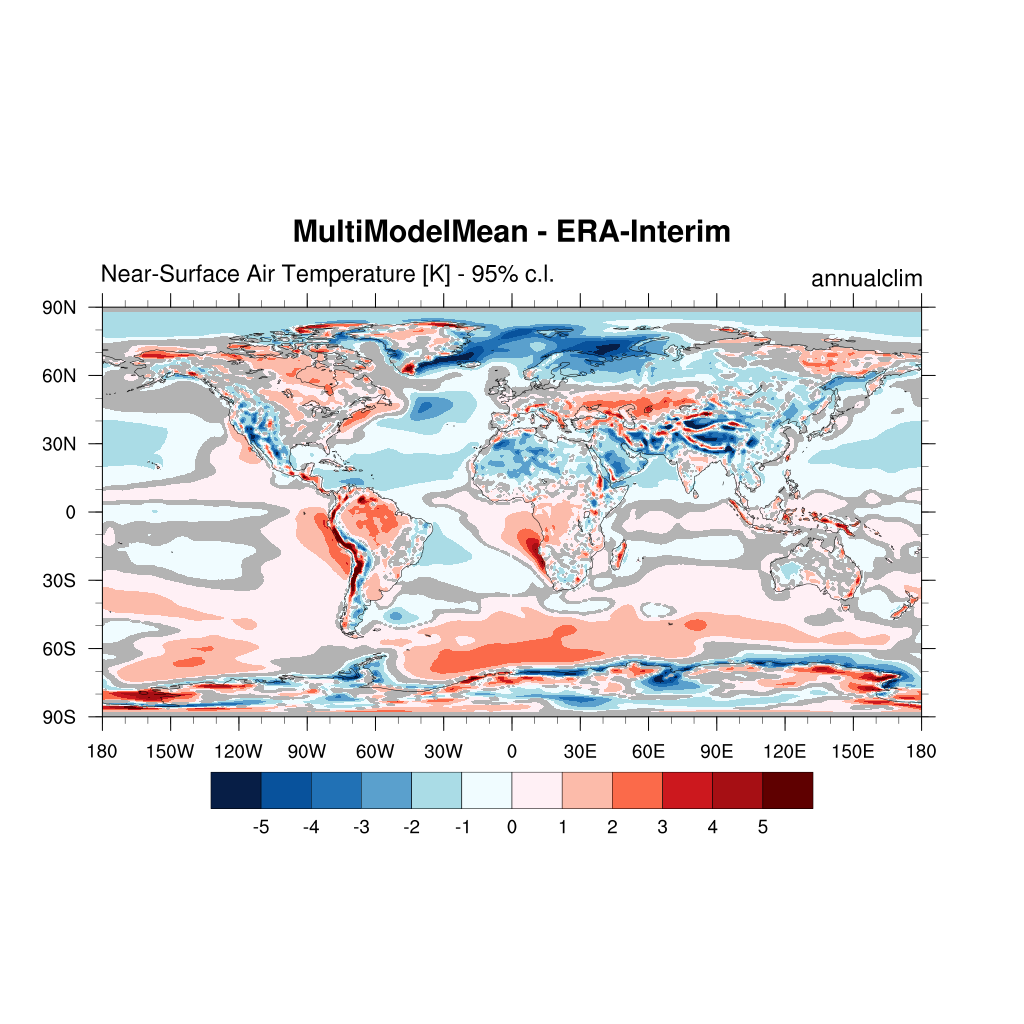 MultiModelMean - ERA-Interim
Near-Surface Air Temperature [K] - 95% c.l.
annualclim
90N
60N
30N
0
30S
60S
90S
180 150W 120W 90W 60W 30W 0 30E 60E 90E 120E 150E 180
-5 -4 -3 -2 -1 0 1 2 3 4 5